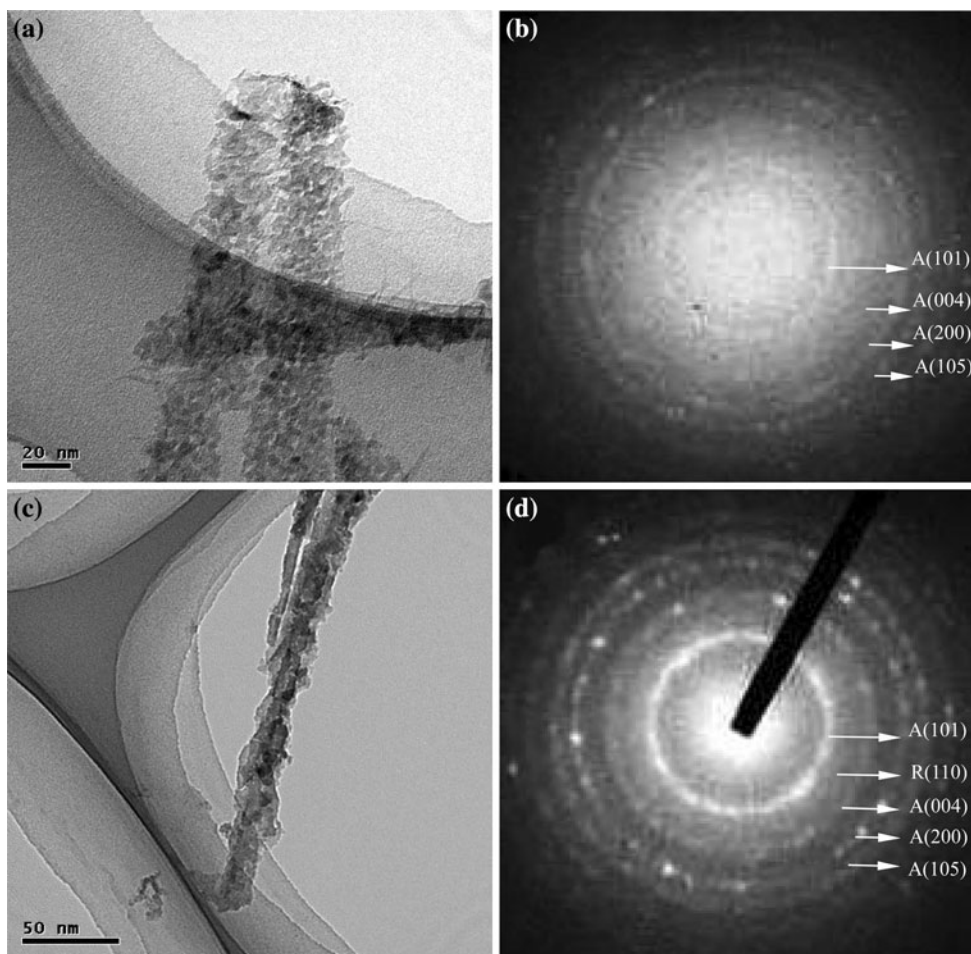 (a)
20 nm
(b)
A(101)
A(004)
A(200)
A(105)
(c)
50 nm
(d)
A(101)
R(110)
A(004)
A(200)
A(105)